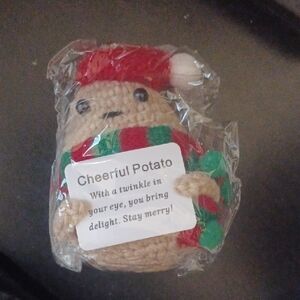 Cheerful Potato
With a twinkle in
your eye, you bring
delight. Stay merry!